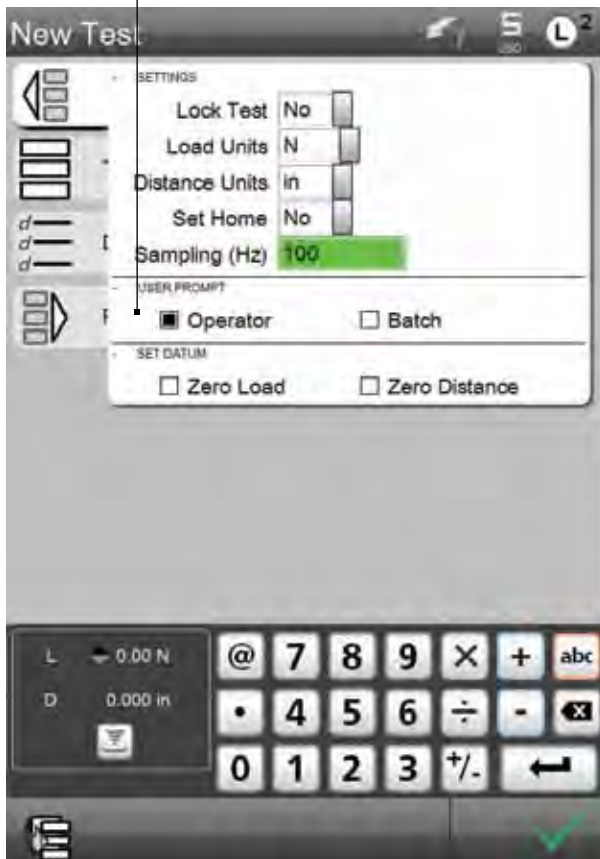 New Test
L 2
SETTINGS
Lock Test No
Load Units N
Distance Units in
Set Home No
Sampling (Hz) 100
USER PROMPT
Operator Batch
SET DATUM
Zero Load Zero Distance
d
d
d
L 0.00 N
D 0.000 in
@ 7 8 9 × + abc
• 4 5 6 ÷ -
0 1 2 3 +/-